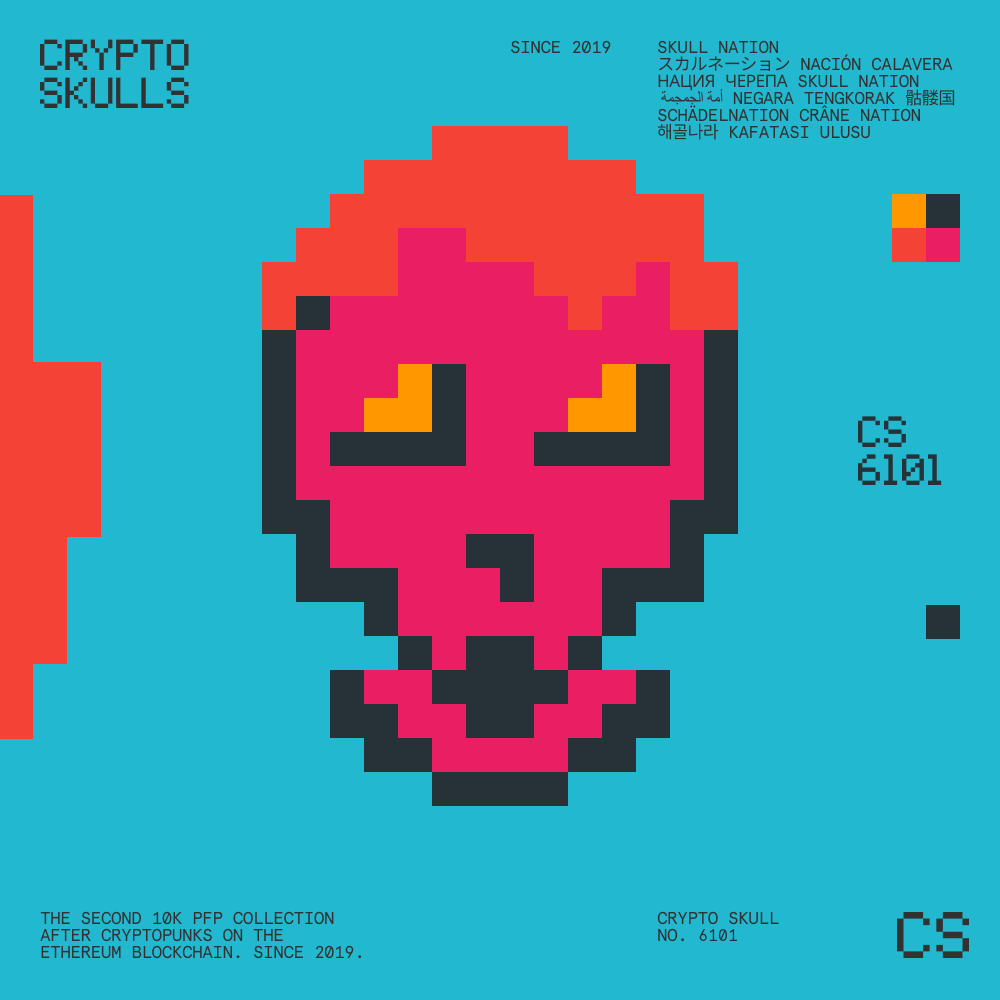 CRYPTO
SKULLS
SINCE 2019
SKULL NATION
スカルネーション NACIÓN CALAVERA
НАЦИЯ ЧЕРЕПА SKULL NATION
أمة الجمجمة NEGARA TENGKORAK 骷髅国
SCHÄDELNATION CRÂNE NATION
해골나라 KAFATASI ULUSU
CS
6101
THE SECOND 10K PFP COLLECTION
AFTER CRYPTOPUNKS ON THE
ETHEREUM BLOCKCHAIN. SINCE 2019.
CRYPTO SKULL
NO. 6101
CS